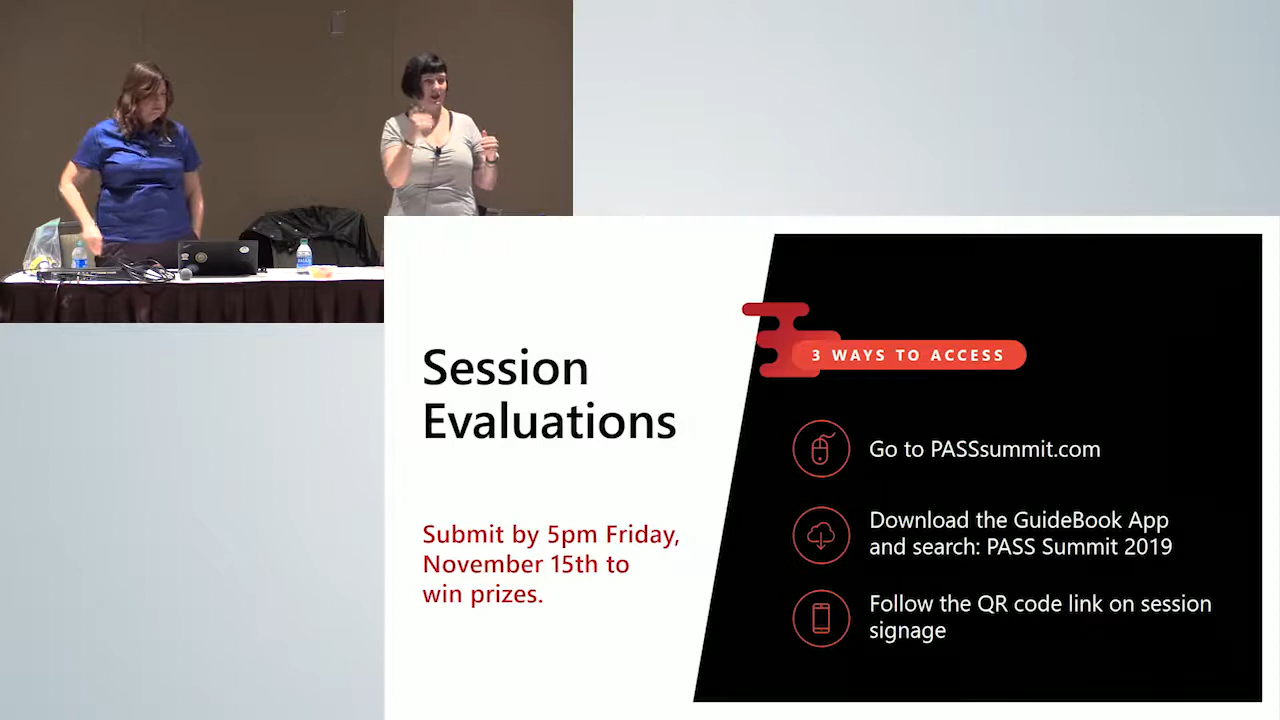 Session
Evaluations
Submit by 5pm Friday,
November 15th to
win prizes.
3 WAYS TO ACCESS
Go to PASSsummit.com
Download the GuideBook App
and search: PASS Summit 2019
Follow the QR code link on session
signage